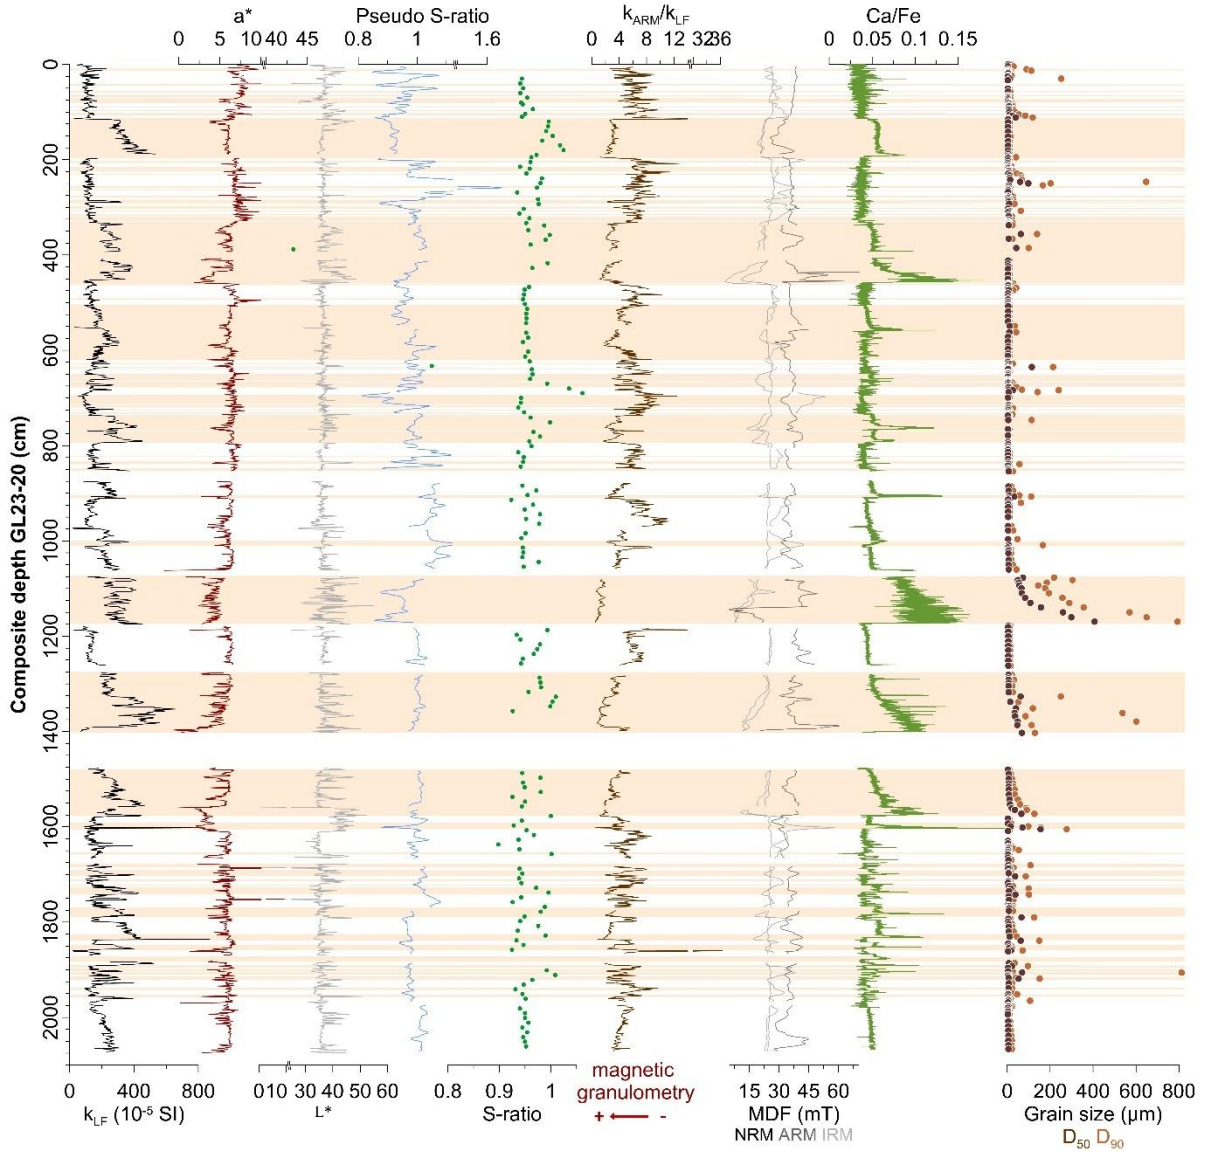 a* Pseudo S-ratio kARM/kLF Ca/Fe
0 5 10 40 45 0.8 1 1.6 0 4 8 12 32 36 0 0.05 0.1 0.15
Composite depth GL23-20 (cm)
0
200
400
600
800
1000
1200
1400
1600
1800
2000
0 400 800 0 10 30 40 50 60 0.8 0.9 1 magnetic granulometry 15 30 45 60 0 200 400 600 800
kLF (10-5 SI) L* S-ratio + - MDF (mT) Grain size (µm)
NRM ARM IRM D50 D90